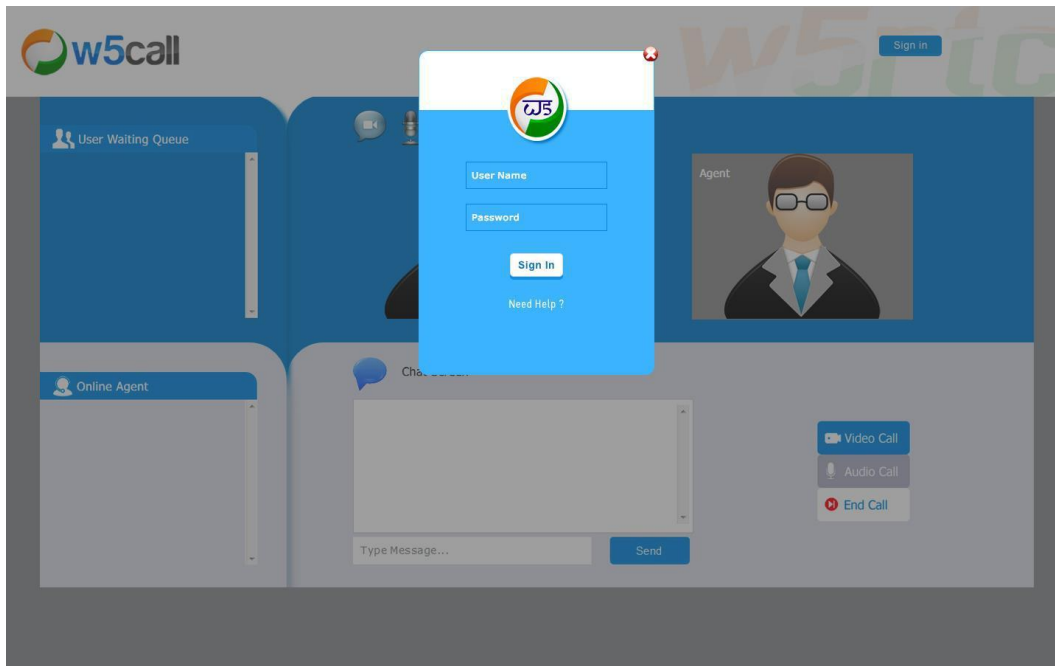 w5call
w5rtc
Sign in
User Waiting Queue
Agent
User Name
Password
Sign In
Need Help ?
Online Agent
Video Call
Audio Call
End Call
Type Message...
Send